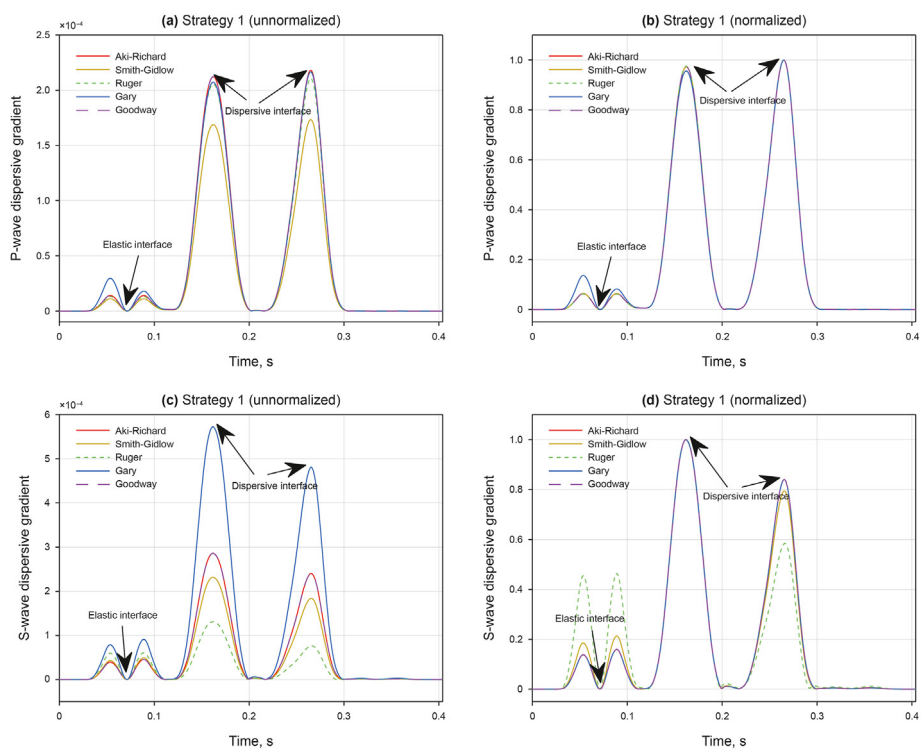 (a) Strategy 1 (unnormalized)
×10⁻⁴
2.5
2.0
1.5
1.0
0.5
0
P-wave dispersive gradient
Aki-Richard
Smith-Gidlow
Ruger
Gary
Goodway
Dispersive interface
Elastic interface
0 0.1 0.2 0.3 0.4
Time, s
(b) Strategy 1 (normalized)
1.0
0.8
0.6
0.4
0.2
0
P-wave dispersive gradient
Aki-Richard
Smith-Gidlow
Ruger
Gary
Goodway
Dispersive interface
Elastic interface
0 0.1 0.2 0.3 0.4
Time, s
(c) Strategy 1 (unnormalized)
×10⁻⁴
6
5
4
3
2
1
0
S-wave dispersive gradient
Aki-Richard
Smith-Gidlow
Ruger
Gary
Goodway
Dispersive interface
Elastic interface
0 0.1 0.2 0.3 0.4
Time, s
(d) Strategy 1 (normalized)
1.0
0.8
0.6
0.4
0.2
0
S-wave dispersive gradient
Aki-Richard
Smith-Gidlow
Ruger
Gary
Goodway
Dispersive interface
Elastic interface
0 0.1 0.2 0.3 0.4
Time, s